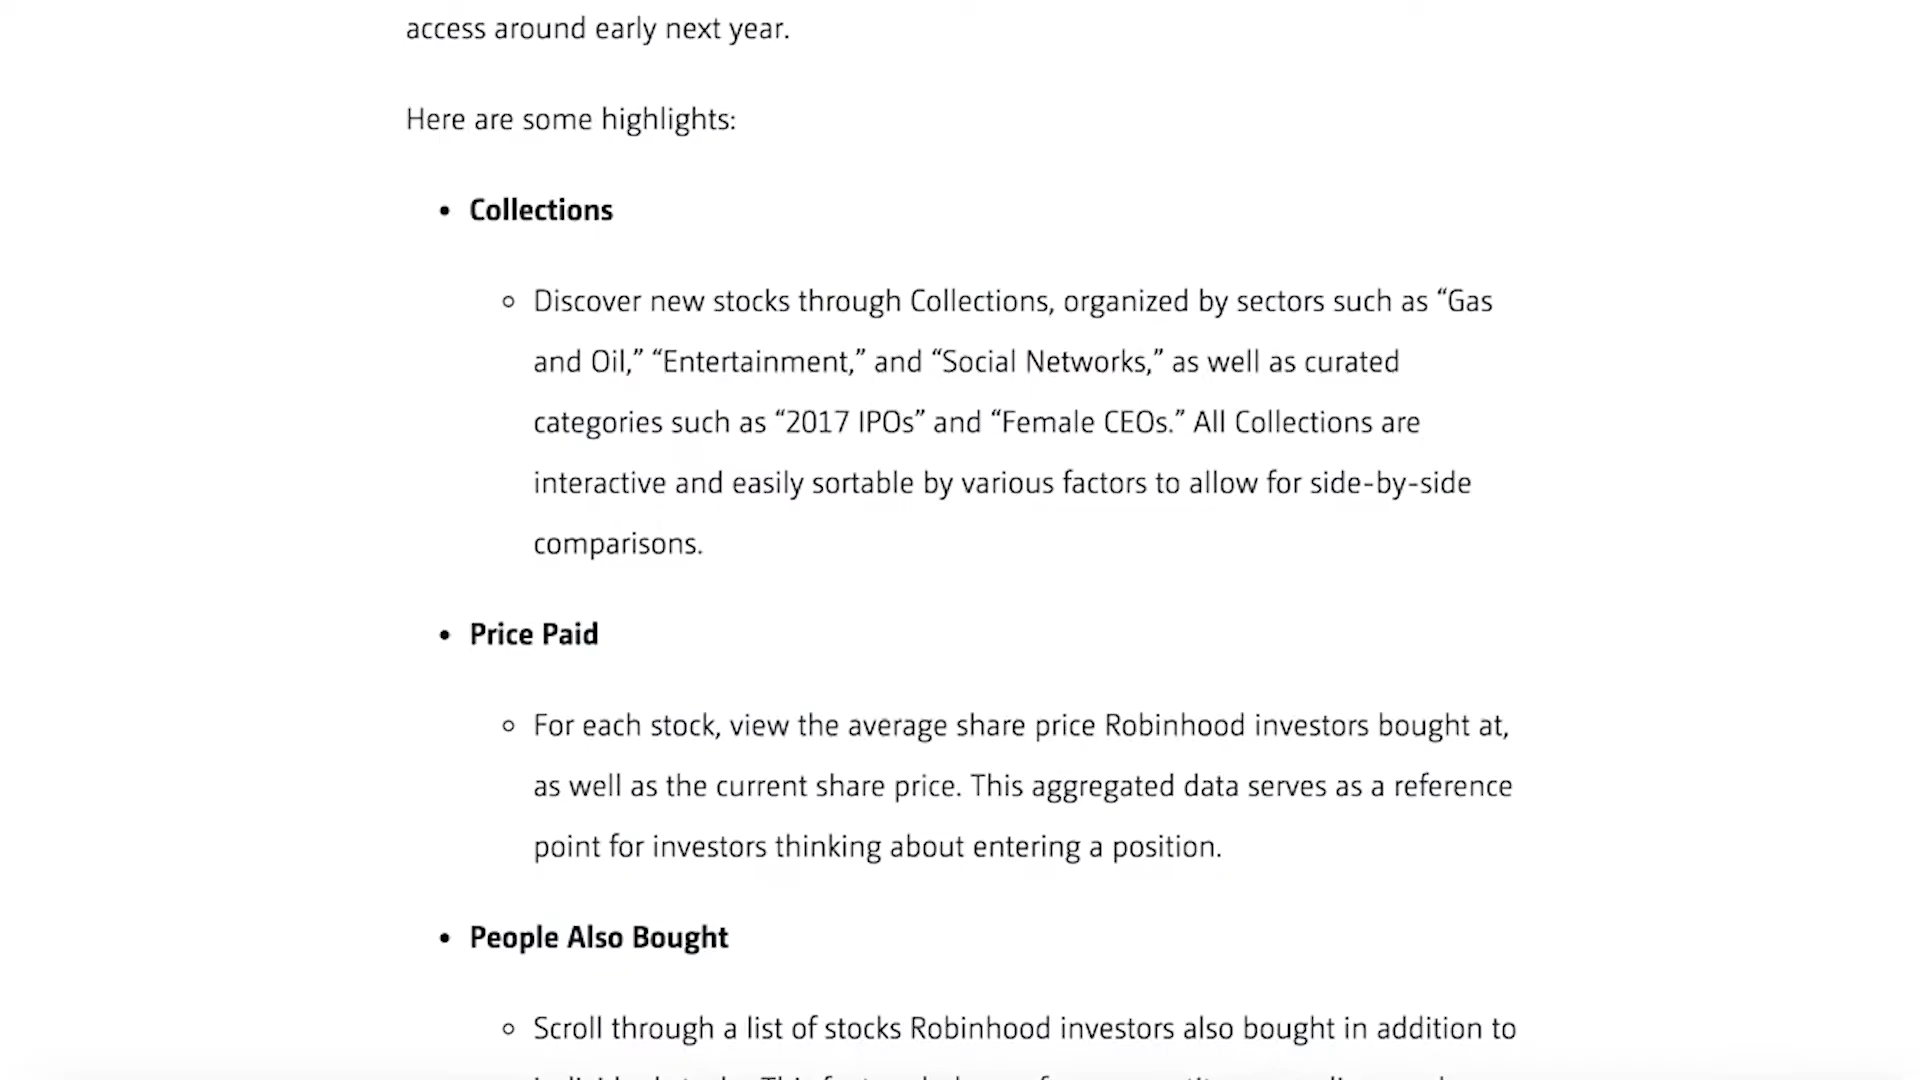 access around early next year.
Here are some highlights:
• Collections
◦ Discover new stocks through Collections, organized by sectors such as “Gas
and Oil,” “Entertainment,” and “Social Networks,” as well as curated
categories such as “2017 IPOs” and “Female CEOs.” All Collections are
interactive and easily sortable by various factors to allow for side-by-side
comparisons.
• Price Paid
◦ For each stock, view the average share price Robinhood investors bought at,
as well as the current share price. This aggregated data serves as a reference
point for investors thinking about entering a position.
• People Also Bought
◦ Scroll through a list of stocks Robinhood investors also bought in addition to